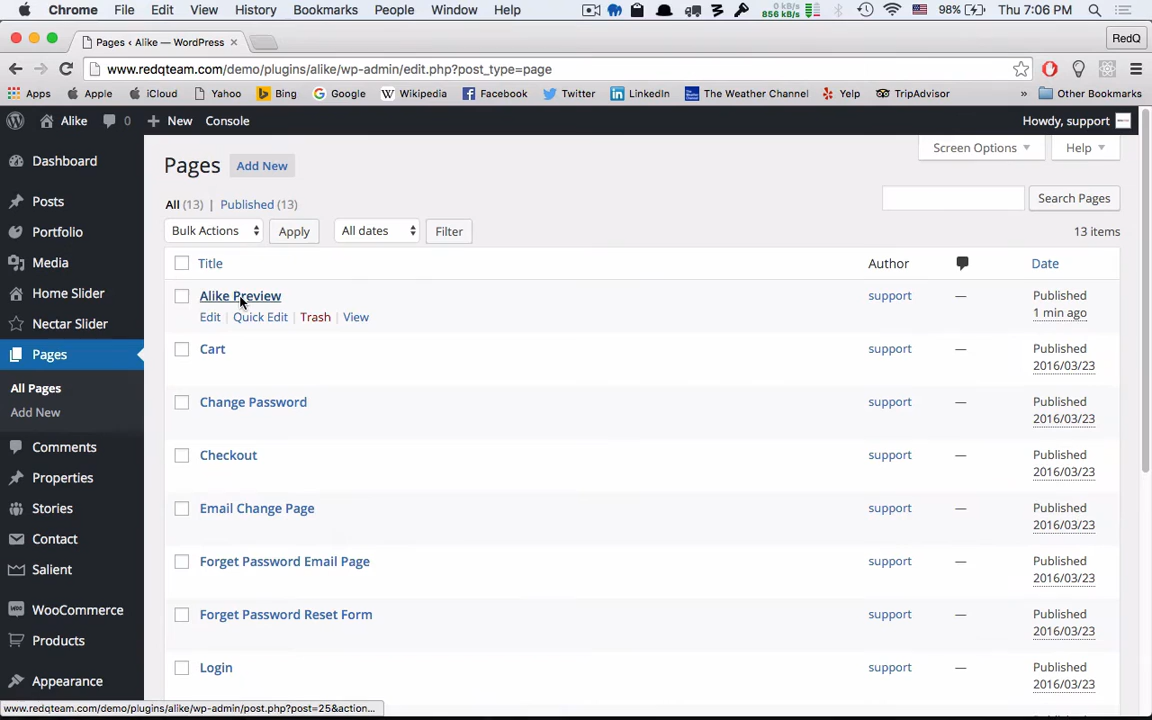 Chrome File Edit View History Bookmarks People Window Help 0 kB/s 856 kB/s 98% Thu 7:06 PM
Pages ‹ Alike — WordPress × RedQ
www.redqteam.com/demo/plugins/alike/wp-admin/edit.php?post_type=page
Apps Apple iCloud Yahoo Bing Google Wikipedia Facebook Twitter LinkedIn The Weather Channel Yelp TripAdvisor » Other Bookmarks
Alike 0 + New Console Howdy, support
Dashboard
Posts
Portfolio
Media
Home Slider
Nectar Slider
Pages
All Pages
Add New
Comments
Properties
Stories
Contact
Salient
WooCommerce
Products
Appearance
Screen Options Help
Pages Add New
All (13) | Published (13)
Search Pages
Bulk Actions Apply All dates Filter 13 items
Title Author Date
Alike Preview support — Published
Edit | Quick Edit | Trash | View 1 min ago
Cart support — Published
2016/03/23
Change Password support — Published
2016/03/23
Checkout support — Published
2016/03/23
Email Change Page support — Published
2016/03/23
Forget Password Email Page support — Published
2016/03/23
Forget Password Reset Form support — Published
2016/03/23
Login support — Published
2016/03/23
www.redqteam.com/demo/plugins/alike/wp-admin/post.php?post=25&action...